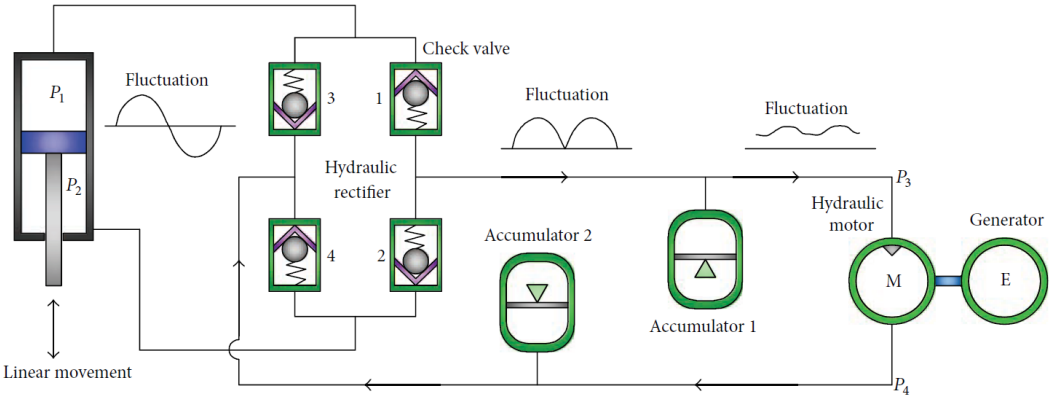 P1
Fluctuation
P2
Linear movement
Check valve
3
1
Hydraulic
rectifier
4
2
Fluctuation
Fluctuation
P3
Hydraulic
motor
Generator
M
E
Accumulator 2
Accumulator 1
P4